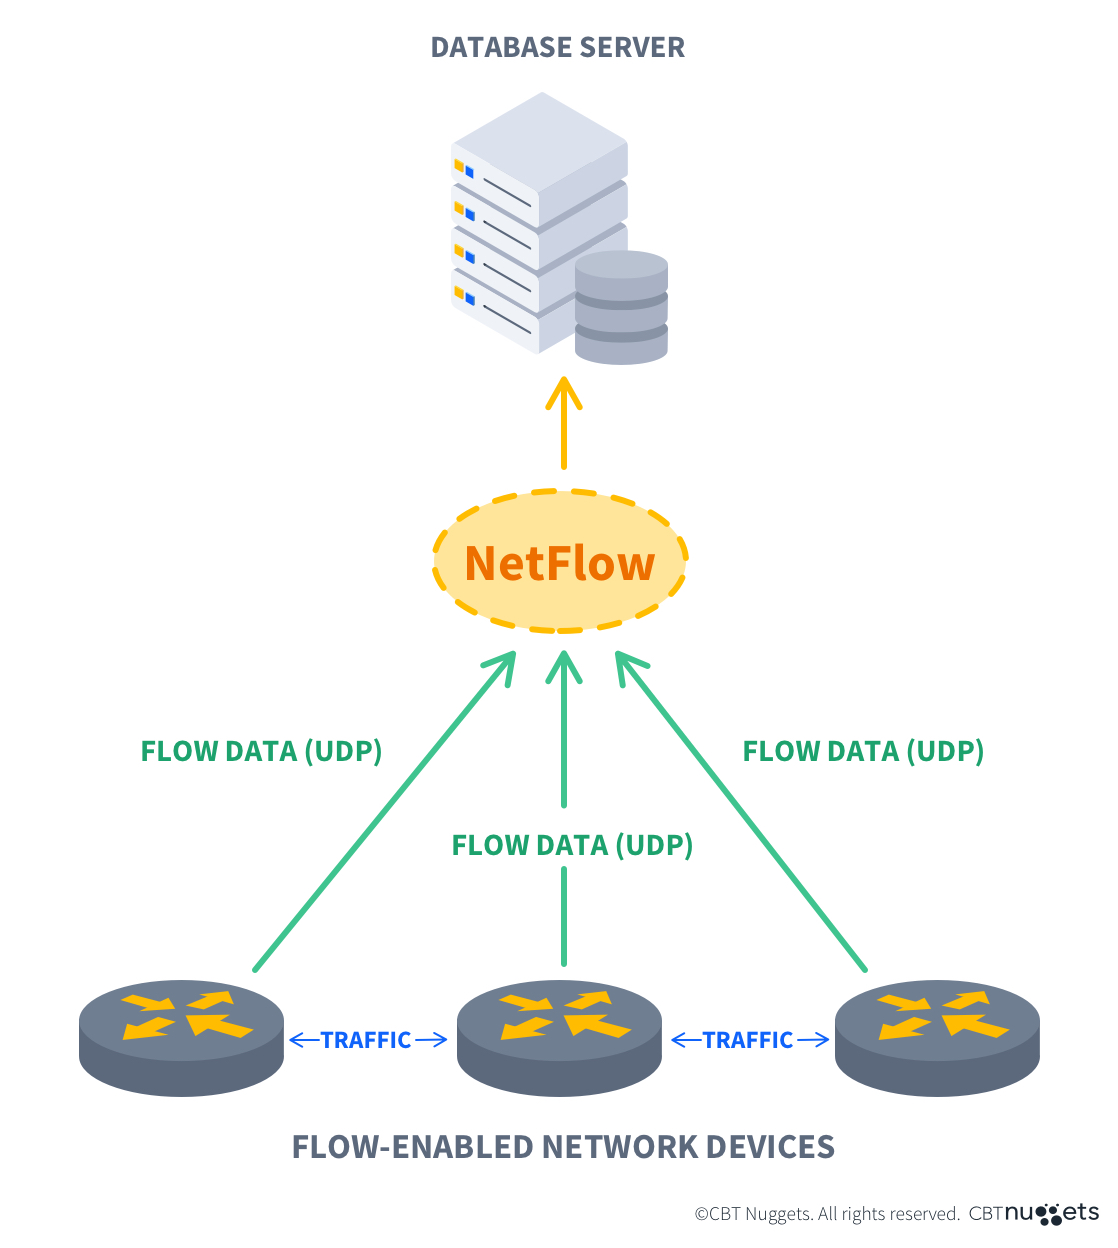 DATABASE SERVER
NetFlow
FLOW DATA (UDP)
FLOW DATA (UDP)
FLOW DATA (UDP)
TRAFFIC
TRAFFIC
FLOW-ENABLED NETWORK DEVICES
©CBT Nuggets. All rights reserved. CBTnuggets